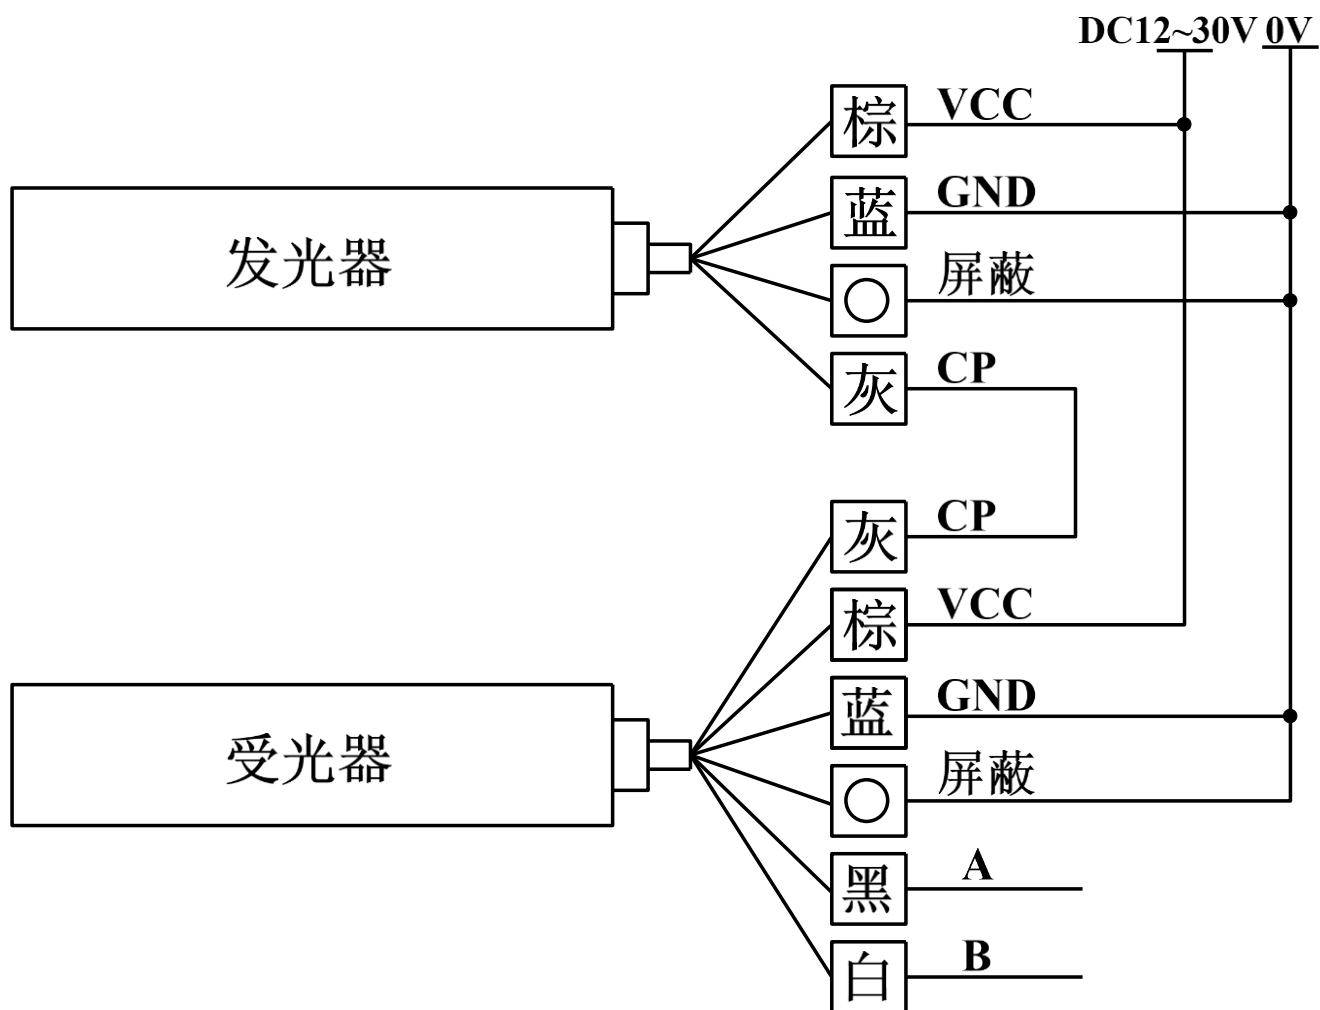 DC12~30V 0V
棕 VCC
蓝 GND
屏蔽
灰 CP
发光器
灰 CP
棕 VCC
蓝 GND
屏蔽
黑 A
白 B
受光器